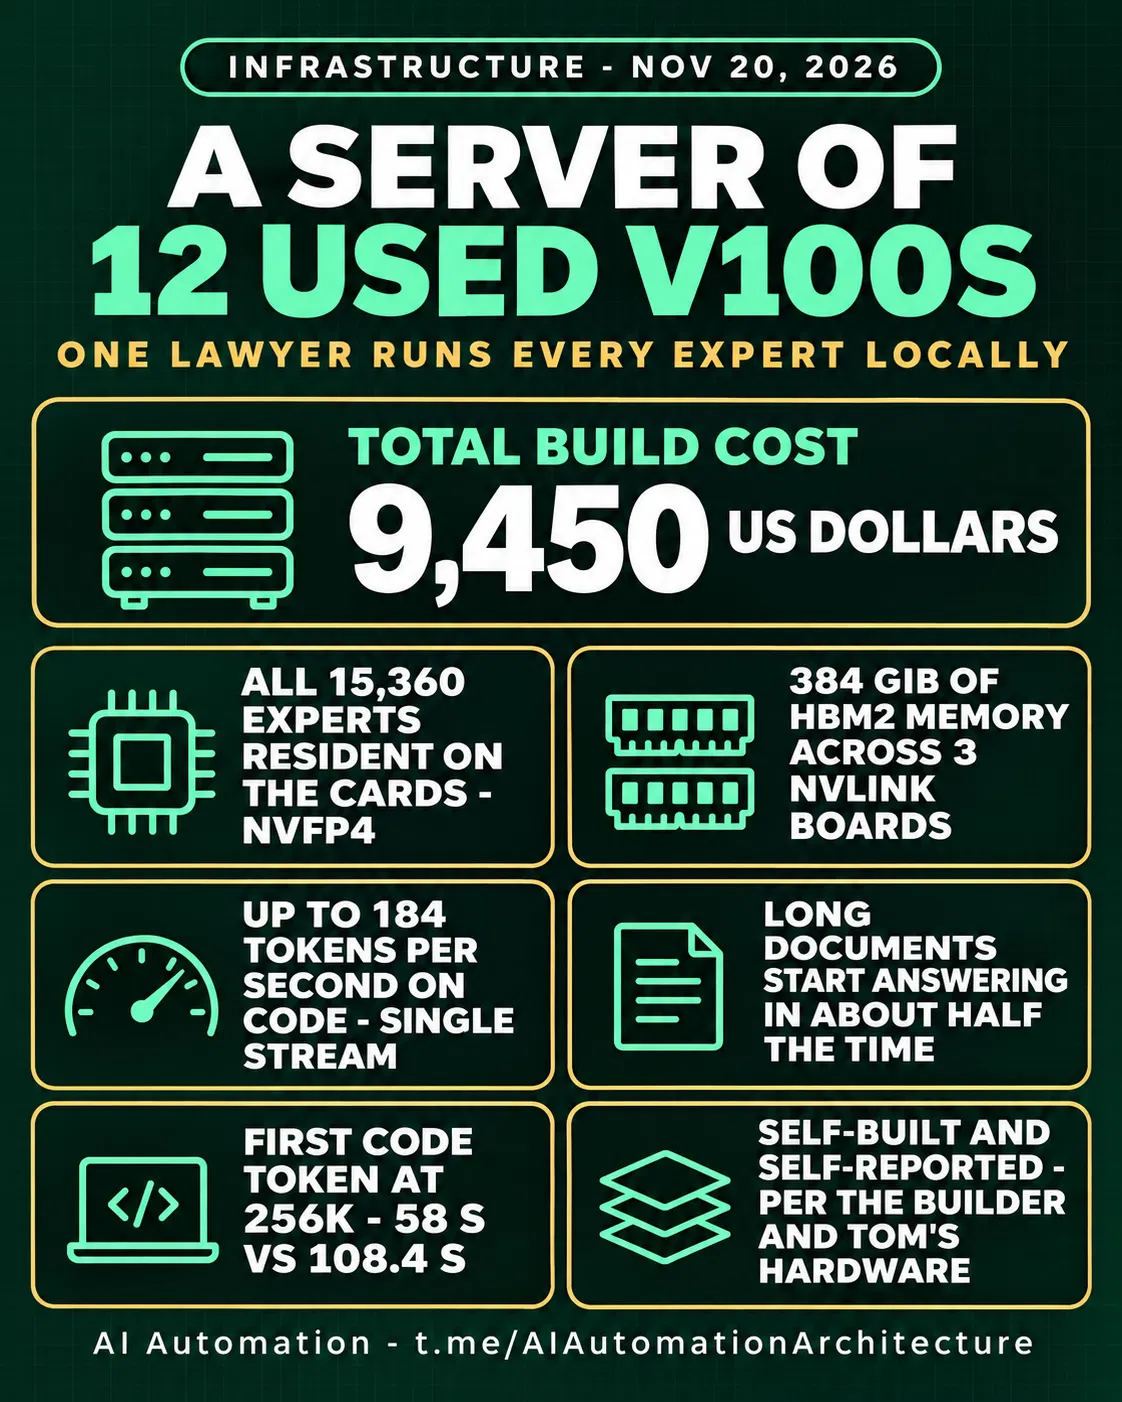 INFRASTRUCTURE - NOV 20, 2026
A SERVER OF
12 USED V100S
ONE LAWYER RUNS EVERY EXPERT LOCALLY
TOTAL BUILD COST
9,450 US DOLLARS
ALL 15,360
EXPERTS
RESIDENT ON
THE CARDS -
NVFP4
384 GIB OF
HBM2 MEMORY
ACROSS 3
NVLINK
BOARDS
UP TO 184
TOKENS PER
SECOND ON
CODE - SINGLE
STREAM
LONG
DOCUMENTS
START ANSWERING
IN ABOUT HALF
THE TIME
</>
FIRST CODE
TOKEN AT
256K - 58 S
VS 108.4 S
SELF-BUILT AND
SELF-REPORTED -
PER THE BUILDER
AND TOM'S
HARDWARE
AI Automation - t.me/AIAutomationArchitecture